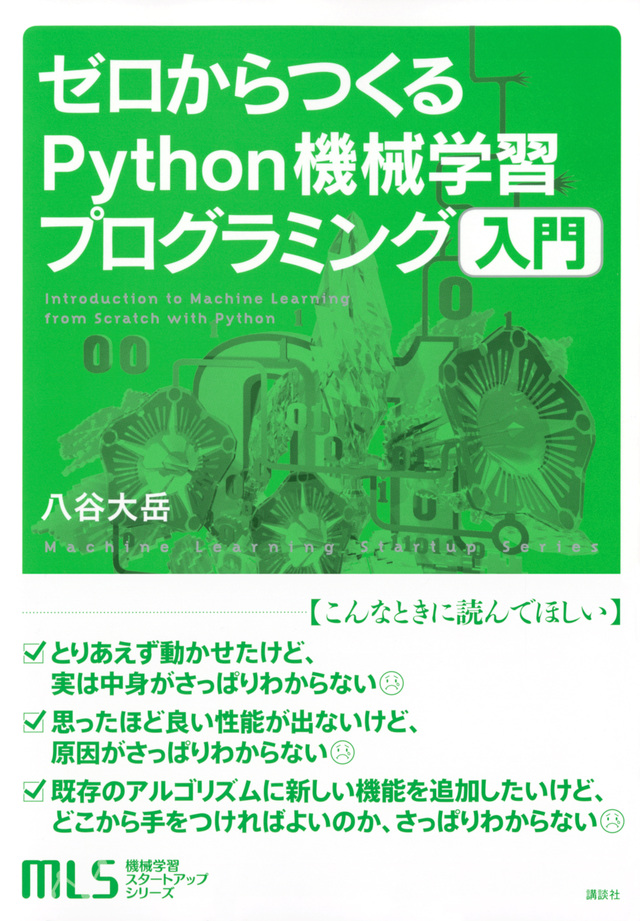 ゼロからつくる
Python機械学習
プログラミング入門
Introduction to Machine Learning
from Scratch with Python
1
1
00
0
1
0
1
0
八谷大岳
Machine Learning Startup Series
【こんなときに読んでほしい】
とりあえず動かせたけど、
実は中身がさっぱりわからない
思ったほど良い性能が出ないけど、
原因がさっぱりわからない
既存のアルゴリズムに新しい機能を追加したいけど、
どこから手をつければよいのか、さっぱりわからない
MLS 機械学習
スタートアップ
シリーズ
講談社